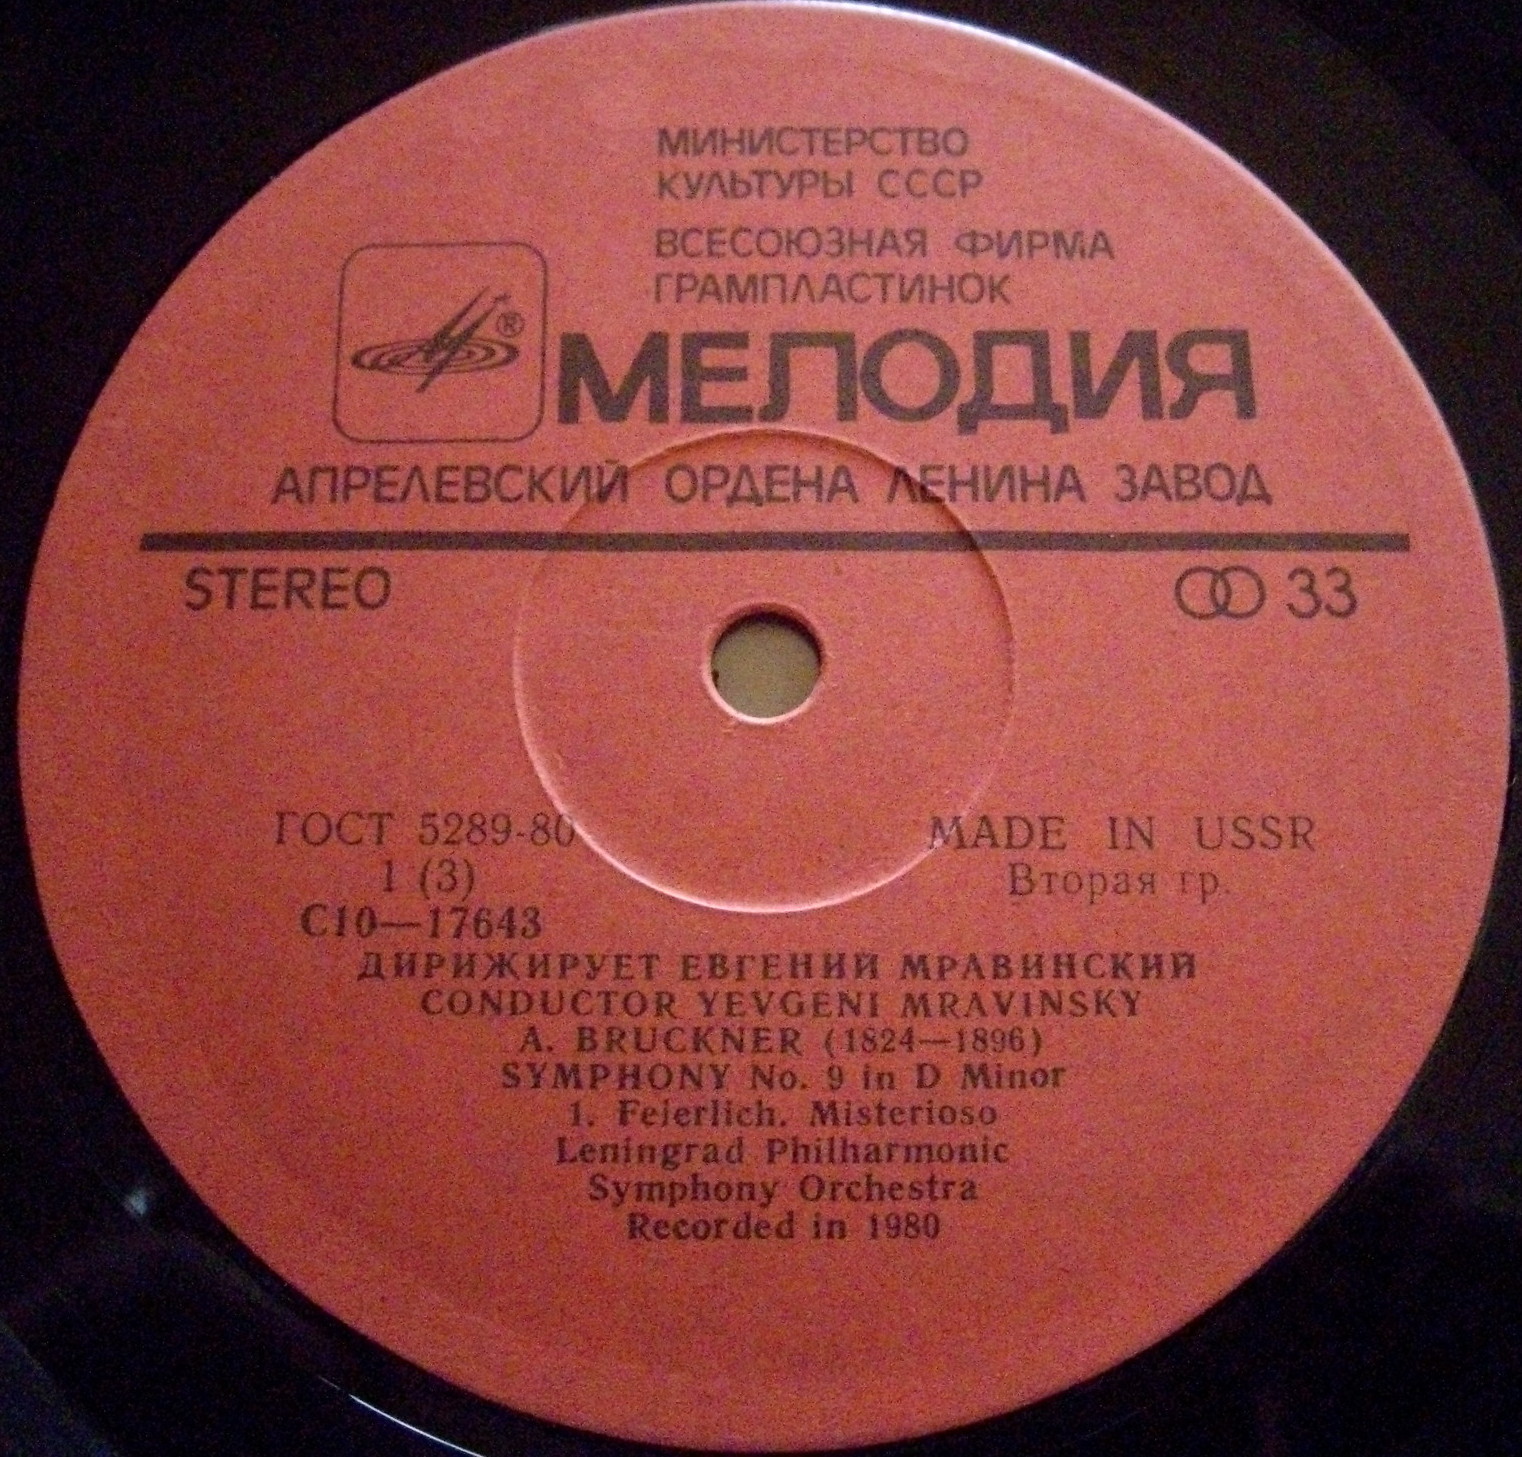 МИНИСТЕРСТВО
КУЛЬТУРЫ СССР
ВСЕСОЮЗНАЯ ФИРМА
ГРАМПЛАСТИНОК
®
МЕЛОДИЯ
АПРЕЛЕВСКИЙ ОРДЕНА ЛЕНИНА ЗАВОД
STEREO
33
ГОСТ 5289-80
MADE IN USSR
1 (3)
Вторая гр.
С10—17643
ДИРИЖИРУЕТ ЕВГЕНИЙ МРАВИНСКИЙ
CONDUCTOR YEVGENI MRAVINSKY
A. BRUCKNER (1824—1896)
SYMPHONY No. 9 in D Minor
1. Feierlich. Misterioso
Leningrad Philharmonic
Symphony Orchestra
Recorded in 1980